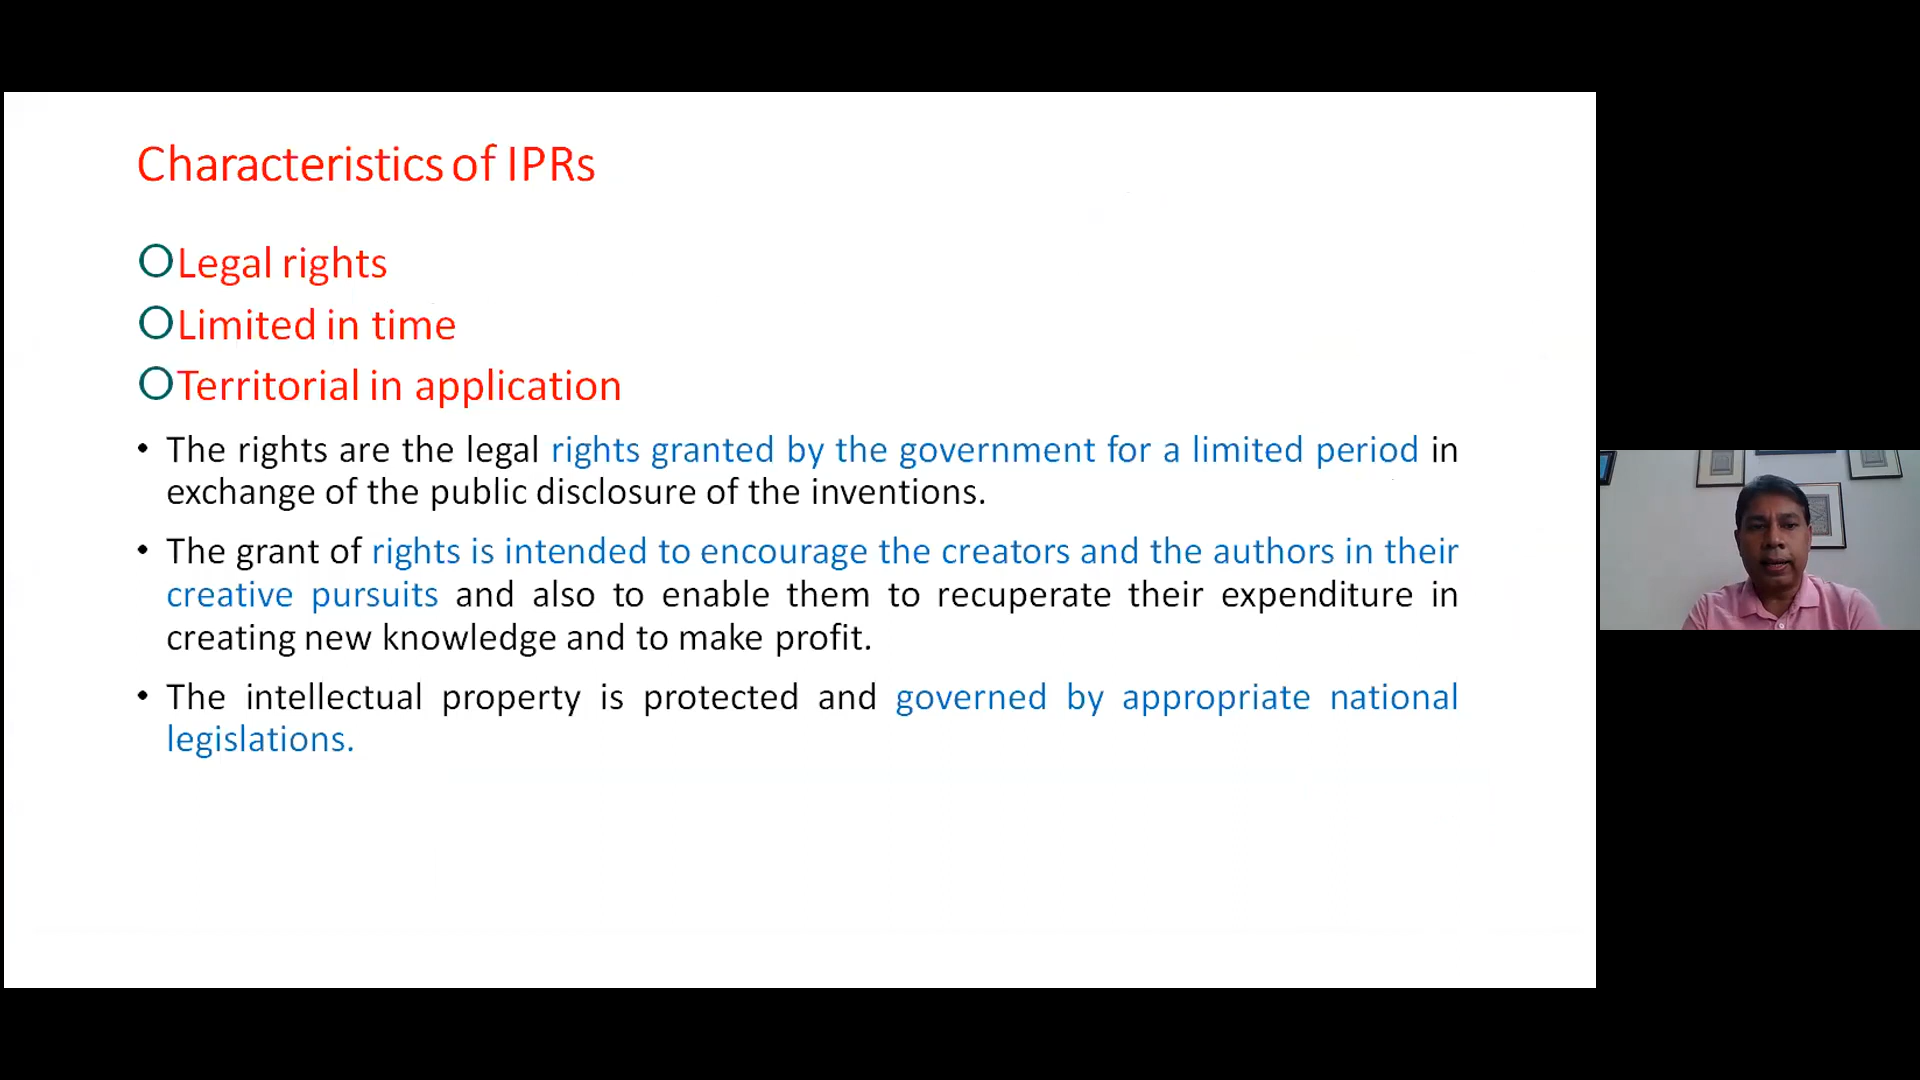 Characteristics of IPRs
Legal rights
Limited in time
Territorial in application
• The rights are the legal rights granted by the government for a limited period in
exchange of the public disclosure of the inventions.
• The grant of rights is intended to encourage the creators and the authors in their
creative pursuits and also to enable them to recuperate their expenditure in
creating new knowledge and to make profit.
• The intellectual property is protected and governed by appropriate national
legislations.